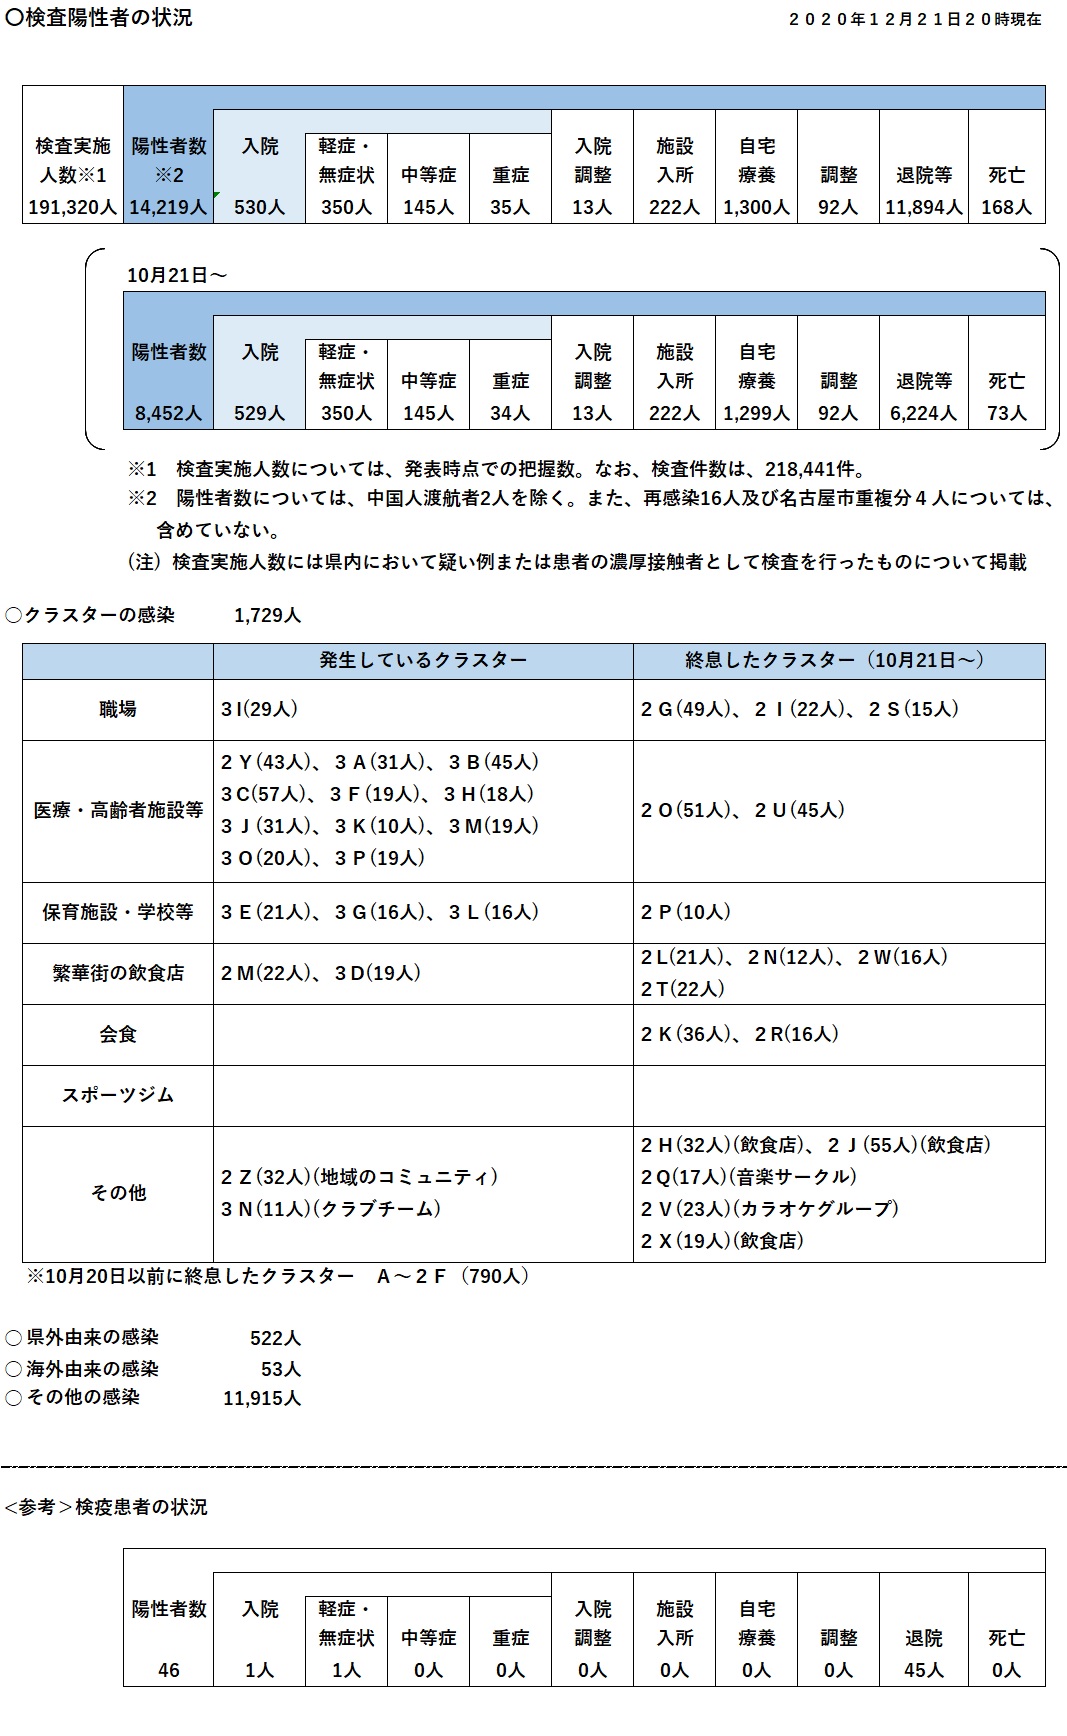 〇検査陽性者の状況
２０２０年１２月２１日２０時現在
検査実施人数※1 陽性者数※2 入院 軽症・無症状 中等症 重症 入院調整 施設入所 自宅療養 調整 退院等 死亡
191,320人 14,219人 530人 350人 145人 35人 13人 222人 1,300人 92人 11,894人 168人
10月21日～
陽性者数 入院 軽症・無症状 中等症 重症 入院調整 施設入所 自宅療養 調整 退院等 死亡
8,452人 529人 350人 145人 34人 13人 222人 1,299人 92人 6,224人 73人
※1　検査実施人数については、発表時点での把握数。なお、検査件数は、218,441件。
※2　陽性者数については、中国人渡航者2人を除く。また、再感染16人及び名古屋市重複分４人については、
含めていない。
（注）検査実施人数には県内において疑い例または患者の濃厚接触者として検査を行ったものについて掲載
○クラスターの感染　1,729人
発生しているクラスター 終息したクラスター（10月21日～）
職場 ３I(29人) ２Ｇ(49人)、２Ｉ(22人)、２Ｓ(15人)
医療・高齢者施設等
２Ｙ(43人)、３Ａ(31人)、３Ｂ(45人)
３C(57人)、３Ｆ(19人)、３Ｈ(18人)
３Ｊ(31人)、３Ｋ(10人)、３Ｍ(19人)
３Ｏ(20人)、３Ｐ(19人)
２Ｏ(51人)、２Ｕ(45人)
保育施設・学校等 ３Ｅ(21人)、３Ｇ(16人)、３Ｌ(16人) ２Ｐ(10人)
繁華街の飲食店 ２Ｍ(22人)、３Ｄ(19人)
２L(21人)、２N(12人)、２W(16人)
２T(22人)
会食 ２Ｋ(36人)、２R(16人)
スポーツジム
その他
２Ｚ(32人)(地域のコミュニティ)
３Ｎ(11人)(クラブチーム)
２Ｈ(32人)(飲食店)、２Ｊ(55人)(飲食店)
２Q(17人)(音楽サークル)
２Ｖ(23人)(カラオケグループ)
２Ｘ(19人)(飲食店)
※10月20日以前に終息したクラスター　Ａ～２Ｆ（790人）
○県外由来の感染　522人
○海外由来の感染　53人
○その他の感染　11,915人
＜参考＞検疫患者の状況
陽性者数 入院 軽症・無症状 中等症 重症 入院調整 施設入所 自宅療養 調整 退院 死亡
46 1人 1人 0人 0人 0人 0人 0人 0人 45人 0人